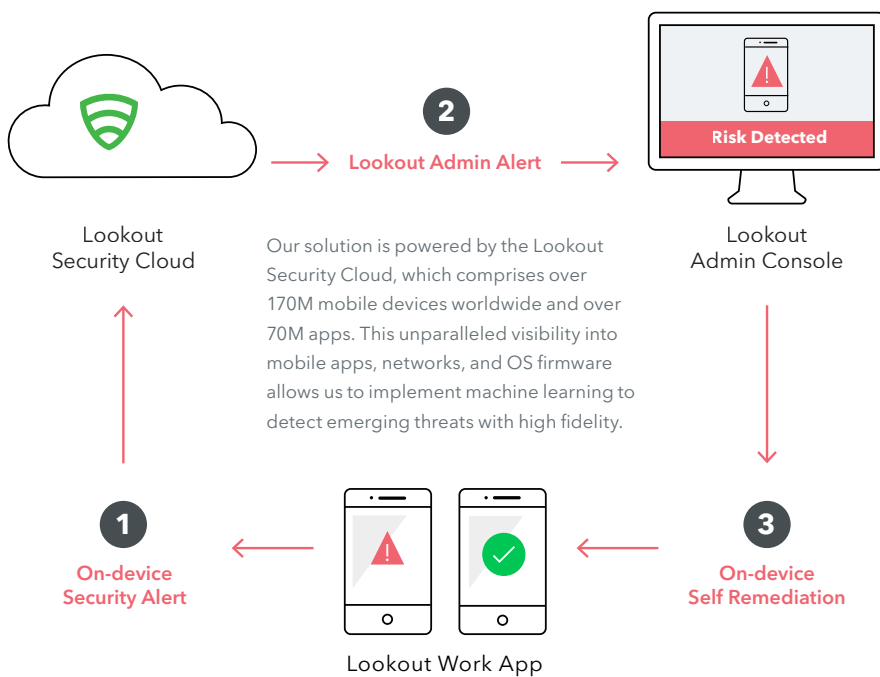 2
Lookout Admin Alert
!
Risk Detected
Lookout
Security Cloud
Lookout
Admin Console
Our solution is powered by the Lookout
Security Cloud, which comprises over
170M mobile devices worldwide and over
70M apps. This unparalleled visibility into
mobile apps, networks, and OS firmware
allows us to implement machine learning to
detect emerging threats with high fidelity.
1
On-device
Security Alert
!
Lookout Work App
3
On-device
Self Remediation